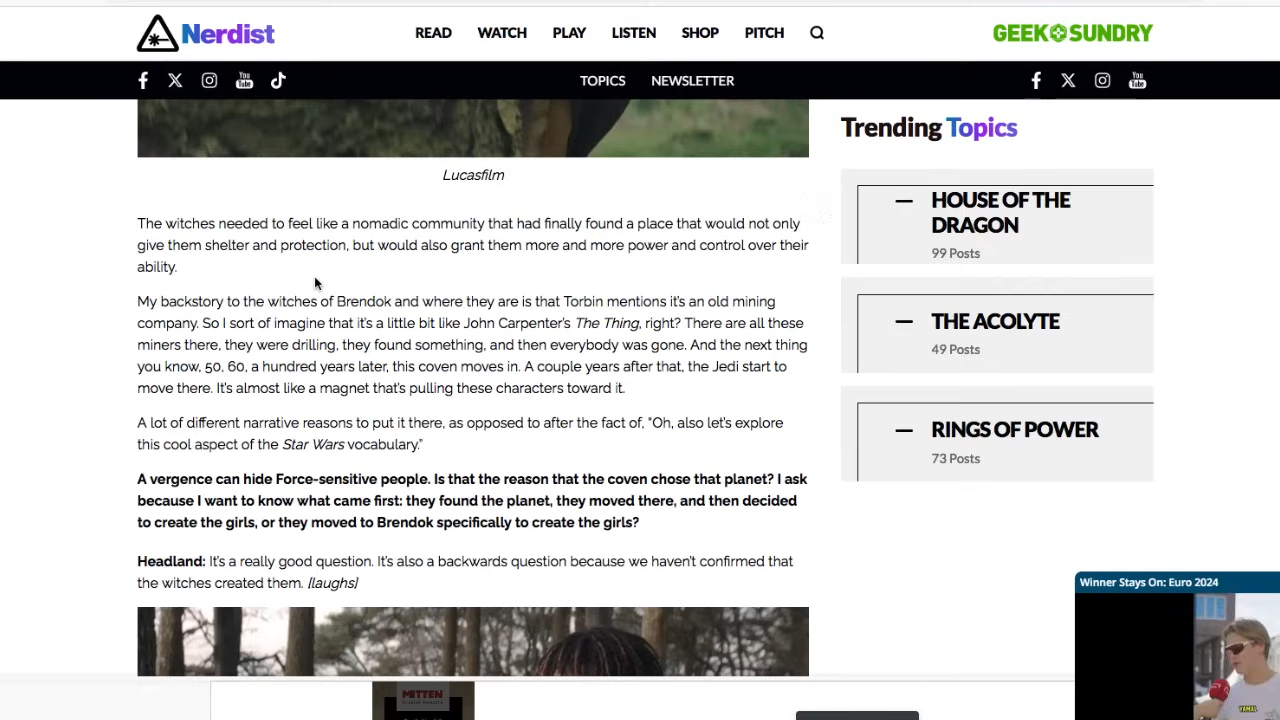 Nerdist
READ WATCH PLAY LISTEN SHOP PITCH
GEEK SUNDRY
You Tube
TOPICS NEWSLETTER
You Tube
Lucasfilm
The witches needed to feel like a nomadic community that had finally found a place that would not only
give them shelter and protection, but would also grant them more and more power and control over their
ability.
My backstory to the witches of Brendok and where they are is that Torbin mentions it's an old mining
company. So I sort of imagine that it's a little bit like John Carpenter's The Thing, right? There are all these
miners there, they were drilling, they found something, and then everybody was gone. And the next thing
you know, 50, 60, a hundred years later, this coven moves in. A couple years after that, the Jedi start to
move there. It's almost like a magnet that's pulling these characters toward it.
A lot of different narrative reasons to put it there, as opposed to after the fact of, "Oh, also let's explore
this cool aspect of the Star Wars vocabulary."
A vergence can hide Force-sensitive people. Is that the reason that the coven chose that planet? I ask
because I want to know what came first: they found the planet, they moved there, and then decided
to create the girls, or they moved to Brendok specifically to create the girls?
Headland: It's a really good question. It's also a backwards question because we haven't confirmed that
the witches created them. [laughs]
Trending Topics
HOUSE OF THE
DRAGON
99 Posts
THE ACOLYTE
49 Posts
RINGS OF POWER
73 Posts
Winner Stays On: Euro 2024
YAMAL
MITTEN